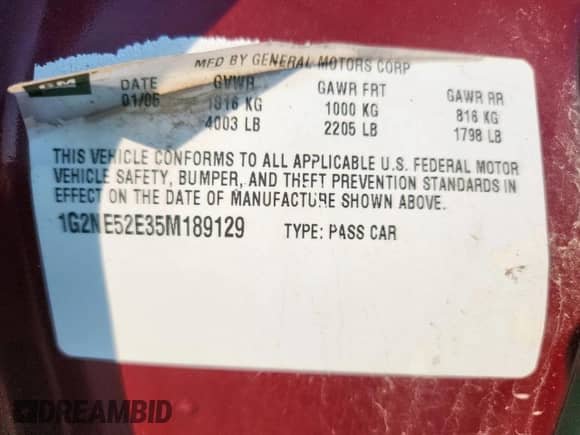 MFD BY GENERAL MOTORS CORP
GM
DATE GVWR GAWR FRT GAWR RR
01/05 1816 KG 1000 KG 816 KG
4003 LB 2205 LB 1798 LB
THIS VEHICLE CONFORMS TO ALL APPLICABLE U.S. FEDERAL MOTOR
VEHICLE SAFETY, BUMPER, AND THEFT PREVENTION STANDARDS IN
EFFECT ON THE DATE OF MANUFACTURE SHOWN ABOVE.
1G2NE52E35M189129 TYPE: PASS CAR
DREAMBID